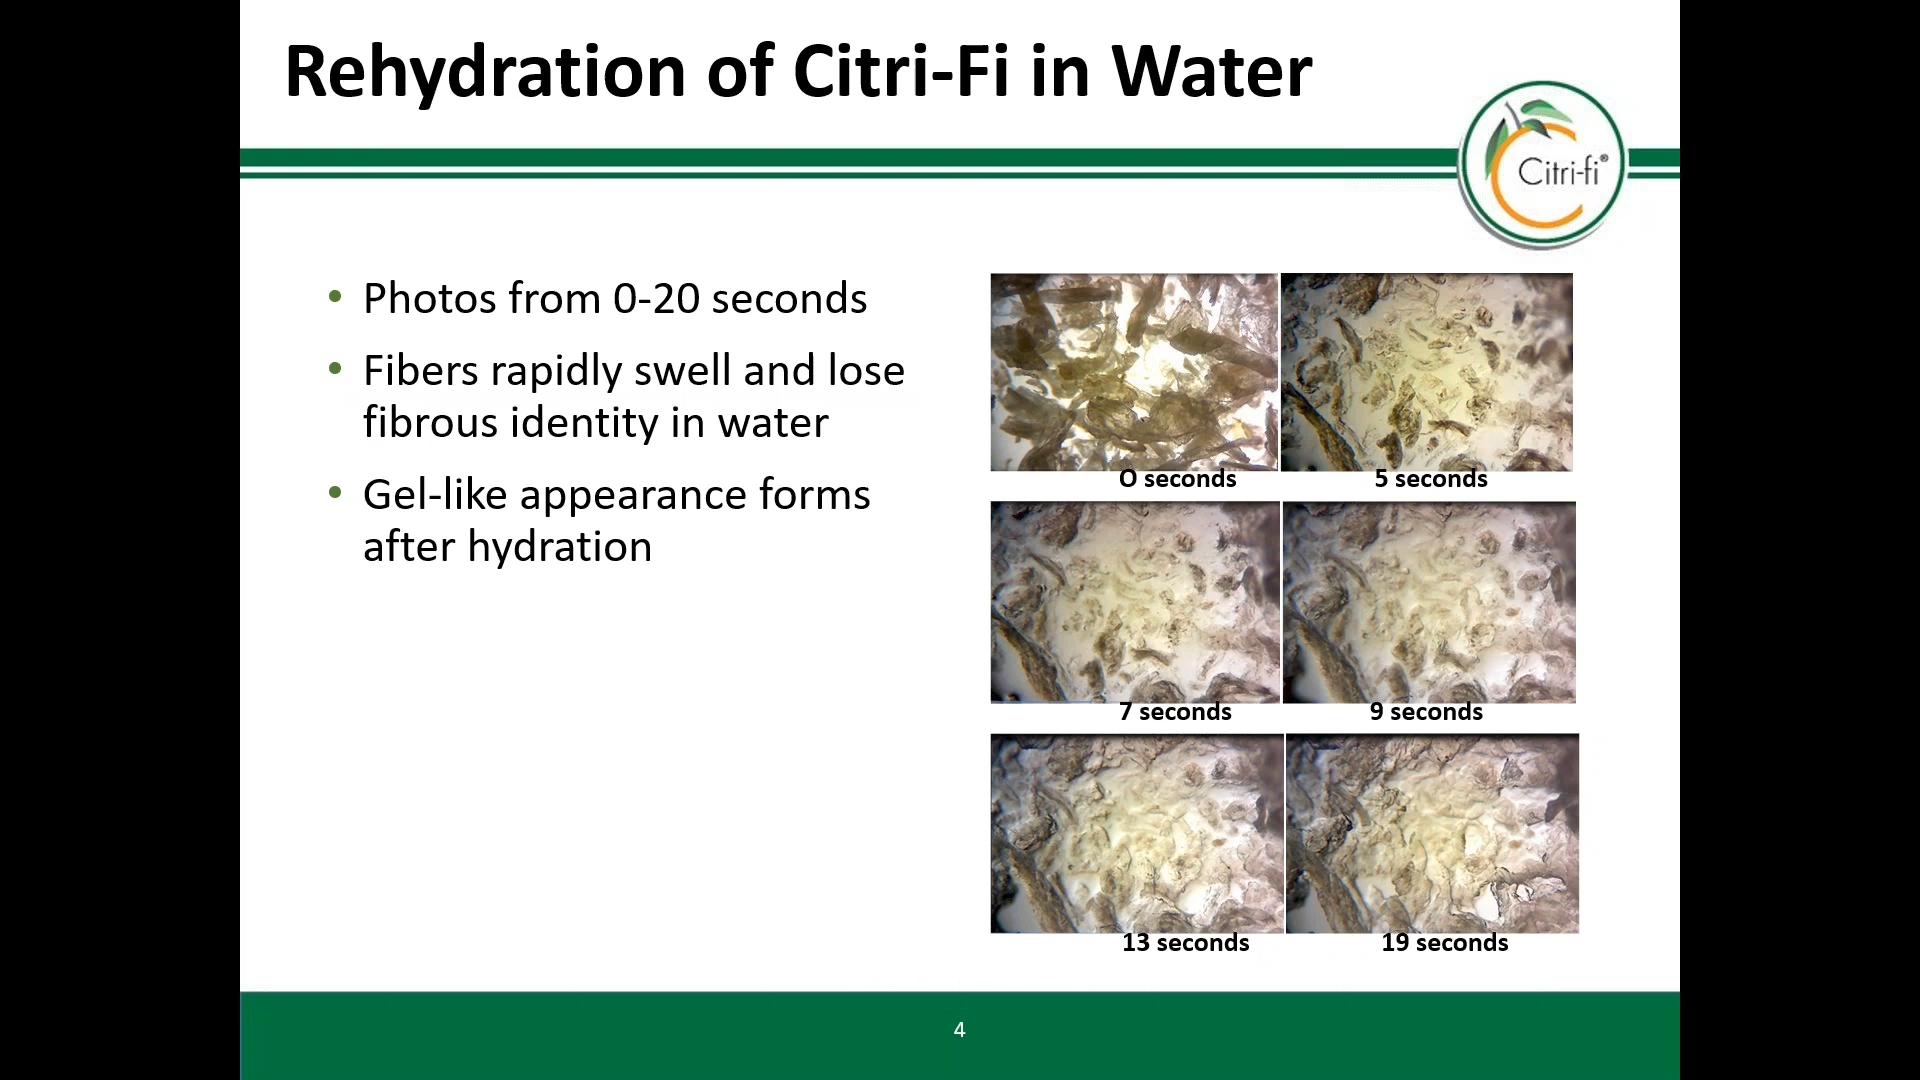 Rehydration of Citri-Fi in Water
Citri-fi®
• Photos from 0-20 seconds
• Fibers rapidly swell and lose
fibrous identity in water
• Gel-like appearance forms
after hydration
O seconds
5 seconds
7 seconds
9 seconds
13 seconds
19 seconds
4